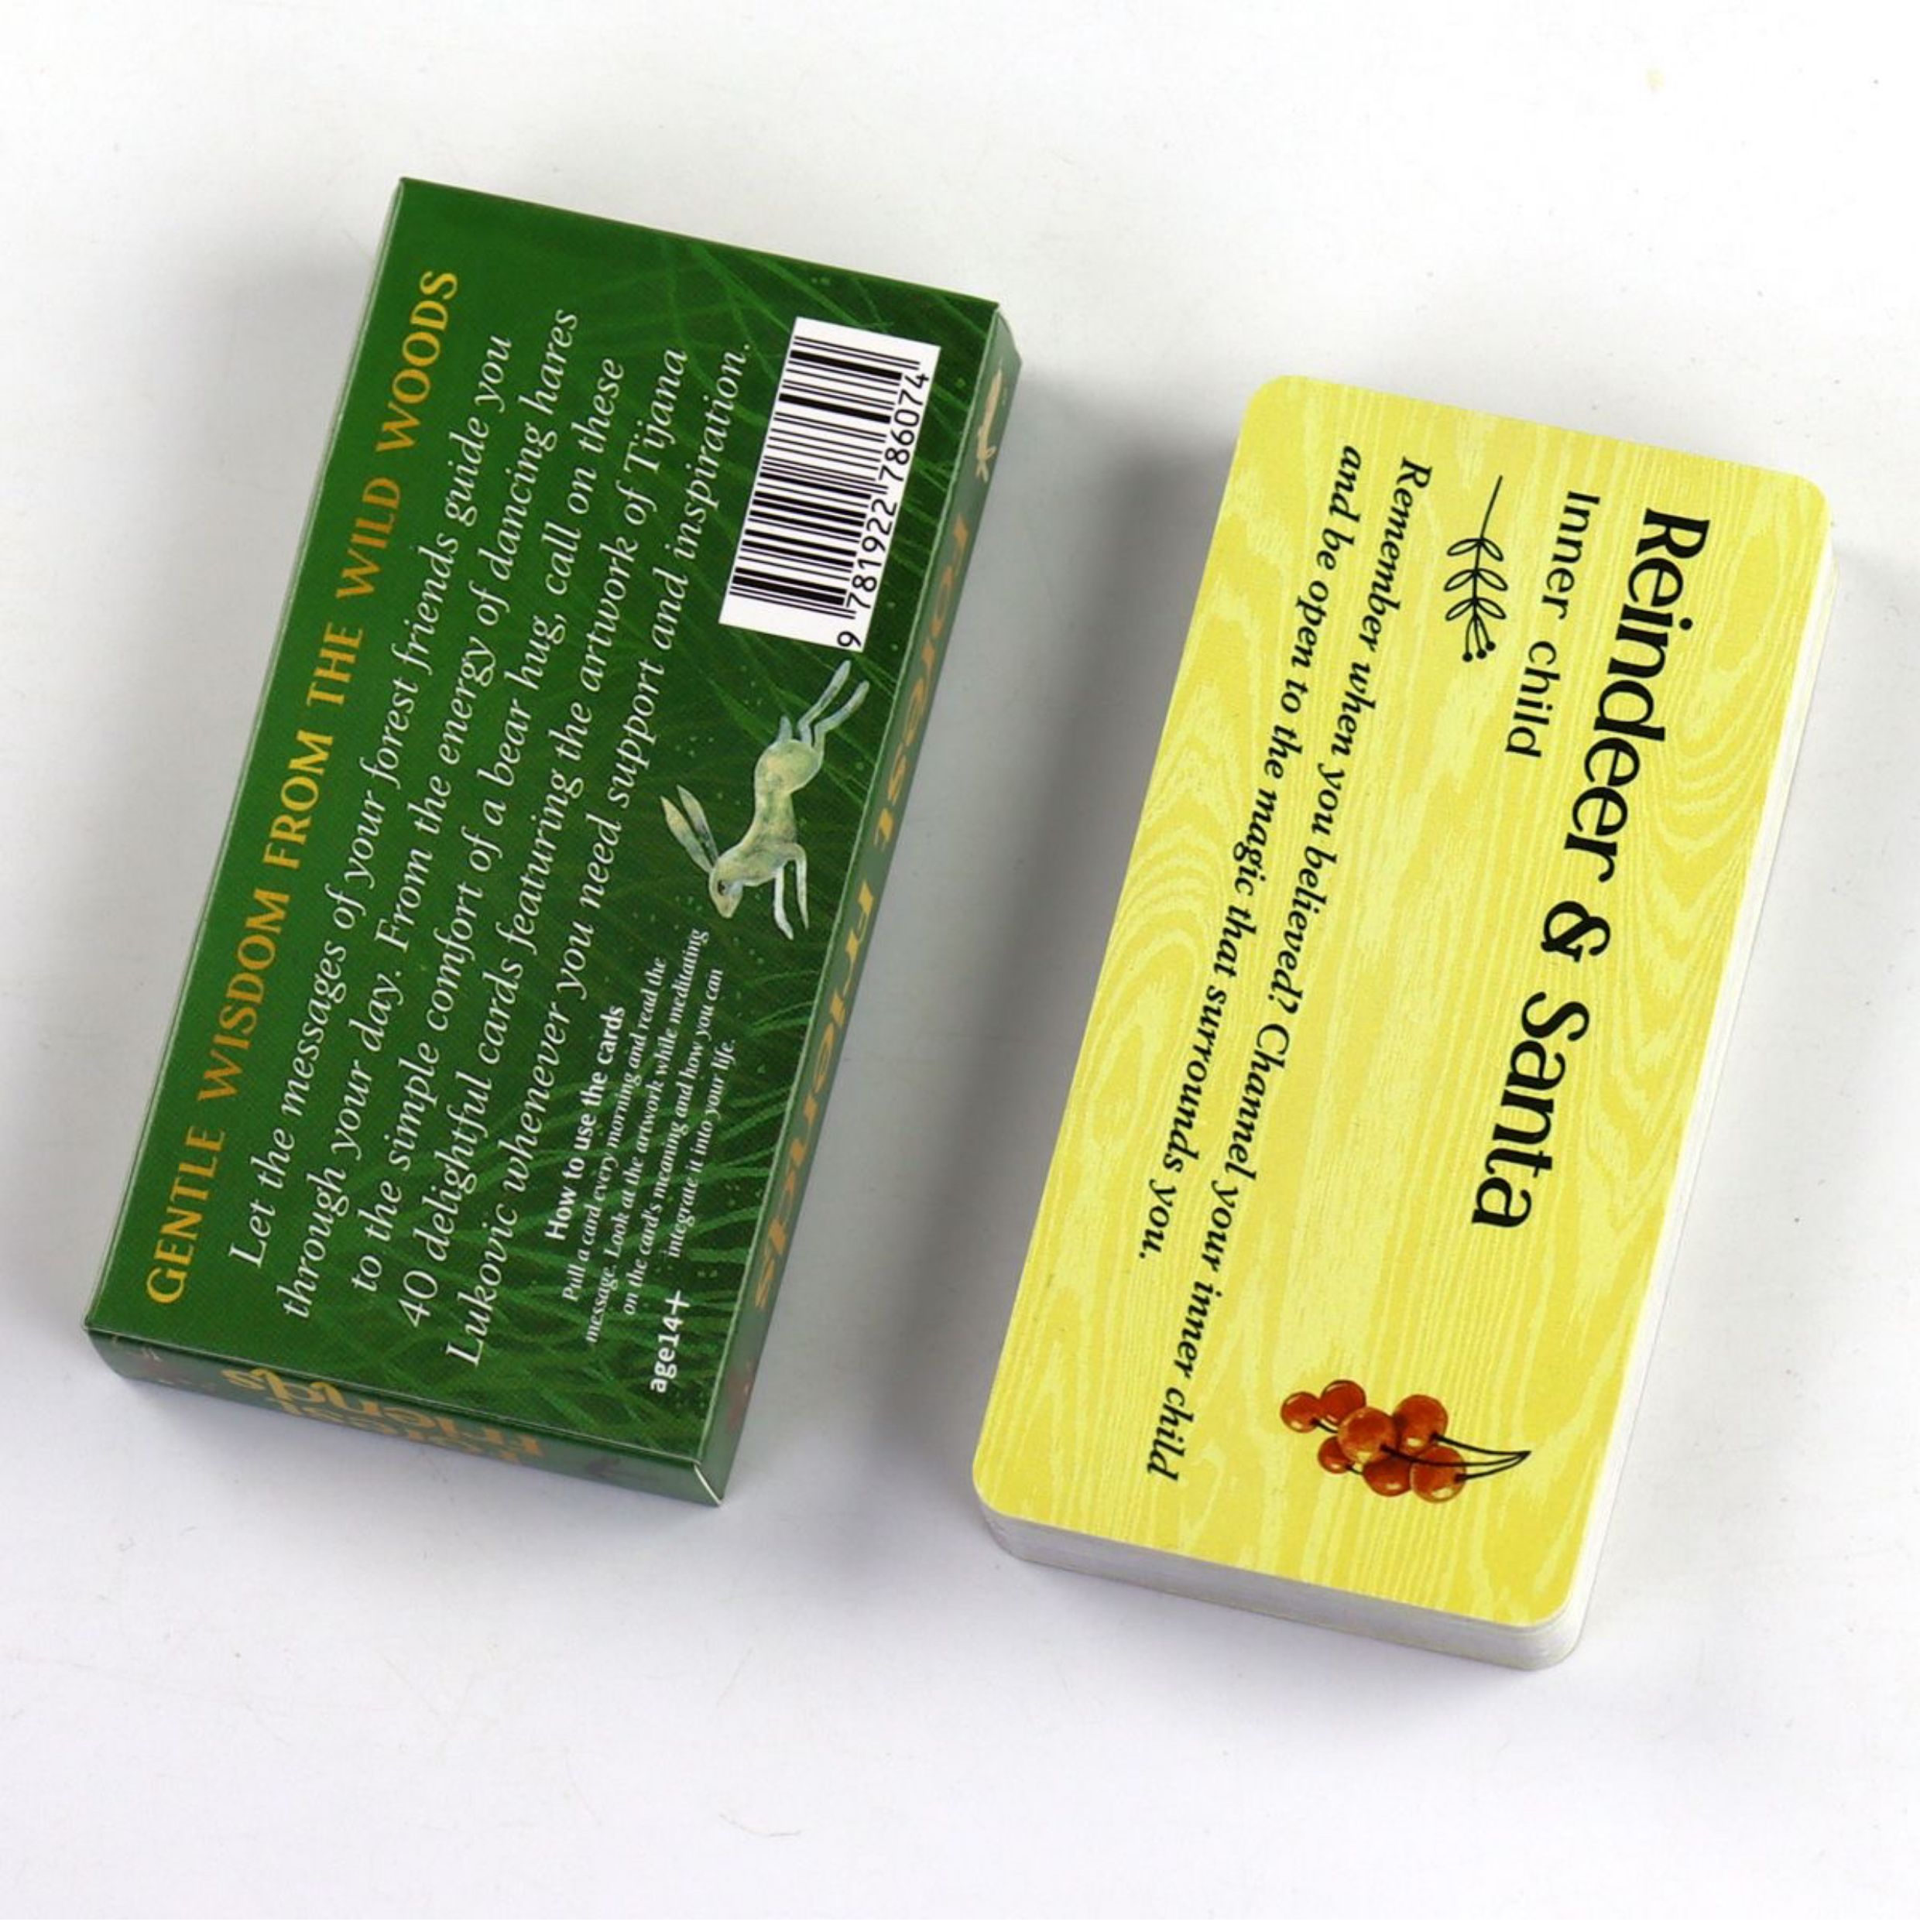 GENTLE WISDOM FROM THE WILD WOODS
Let the messages of your forest friends guide you
through your day. From the energy of dancing hares
to the simple comfort of a bear hug, call on these
40 delightful cards featuring the artwork of Tijana
Lukovic whenever you need support and inspiration.
How to use the cards
Pull a card every morning and read the
message. Look at the artwork while mediating
on the card's meaning and how you can
integrate it into your life.
age14+
9 781922 786074
Forest Friends
Forest
Friends
Reindeer & Santa
Inner child
Remember when you believed? Channel your inner child
and be open to the magic that surrounds you.